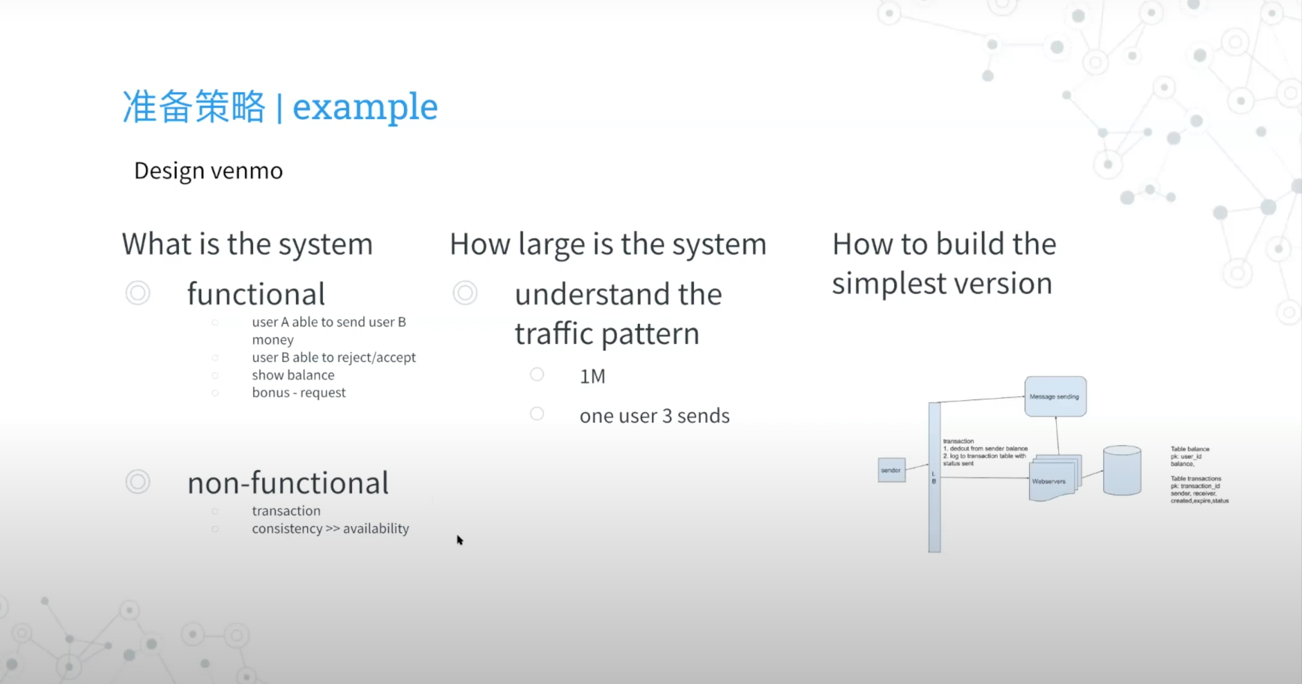 准备策略 | example
Design venmo
What is the system
functional
user A able to send user B
money
user B able to reject/accept
show balance
bonus - request
non-functional
transaction
consistency >> availability
How large is the system
understand the
traffic pattern
1M
one user 3 sends
How to build the
simplest version
Message sending
sender
L
B
transaction
1. dedout from sender balance
2. log to transaction table with
status sent
Webservers
Table balance
pk: user_id
balance,
Table transactions
pk: transaction_id
sender, receiver,
created,expire,status